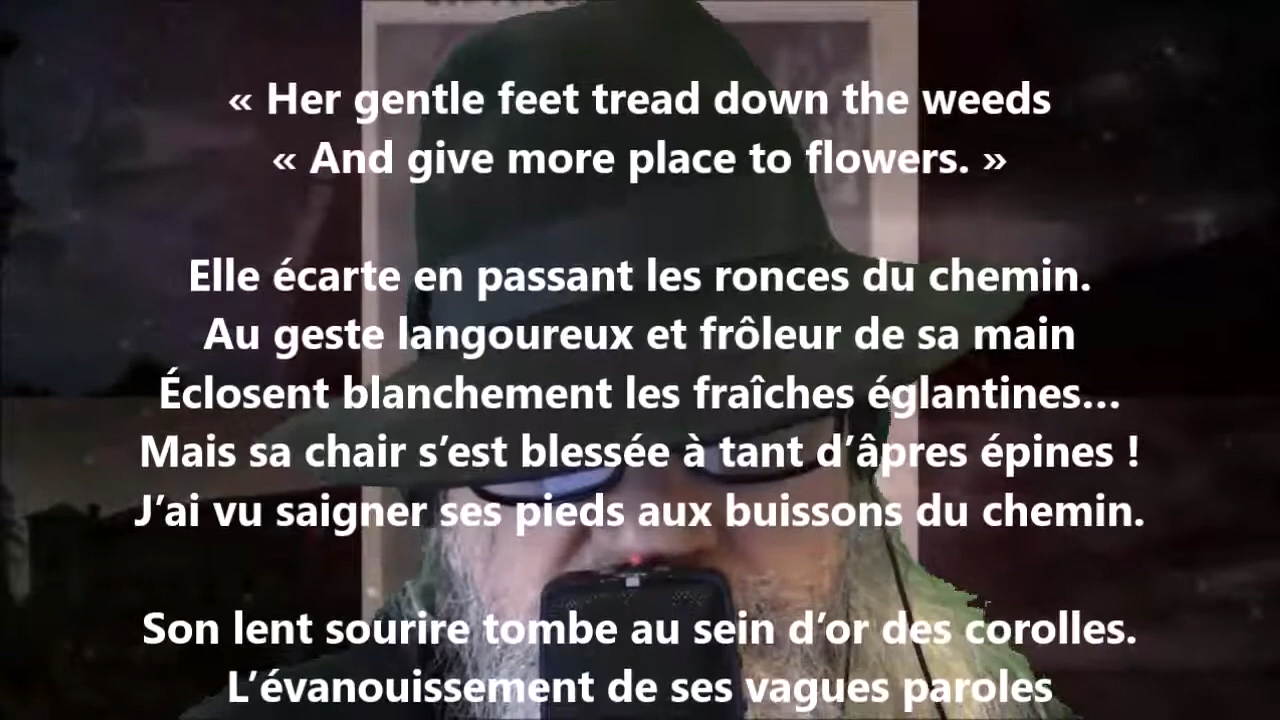 « Her gentle feet tread down the weeds
« And give more place to flowers. »
Elle écarte en passant les ronces du chemin.
Au geste langoureux et frôleur de sa main
Éclosent blanchement les fraîches églantines…
Mais sa chair s’est blessée à tant d’âpres épines !
J’ai vu saigner ses pieds aux buissons du chemin.
Son lent sourire tombe au sein d’or des corolles.
L’évanouissement de ses vagues paroles